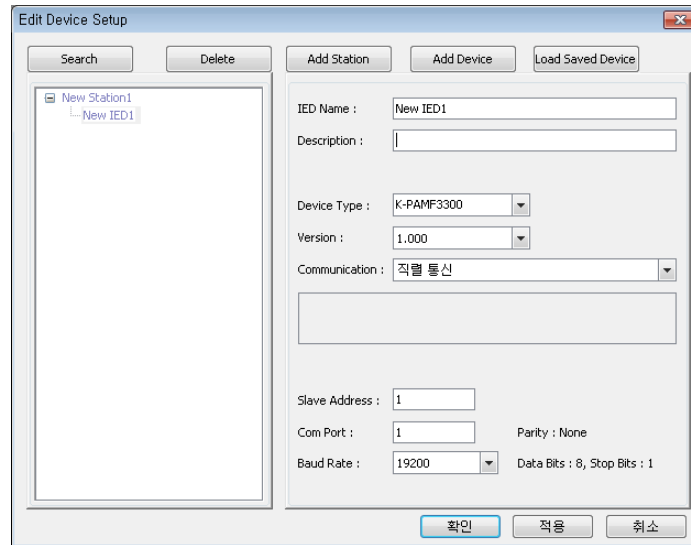 Edit Device Setup
Search Delete Add Station Add Device Load Saved Device
New Station1
New IED1
IED Name : New IED1
Description :
Device Type : K-PAMF3300
Version : 1.000
Communication : 직렬 통신
Slave Address : 1
Com Port : 1 Parity : None
Baud Rate : 19200 Data Bits : 8, Stop Bits : 1
확인 적용 취소